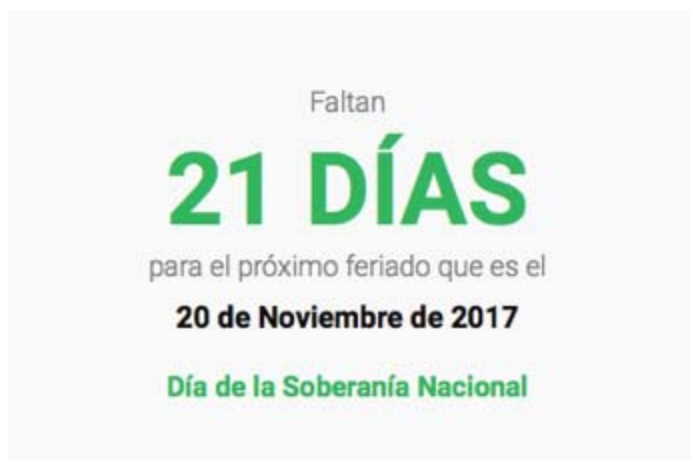 Faltan
21 DÍAS
para el próximo feriado que es el
20 de Noviembre de 2017
Día de la Soberanía Nacional